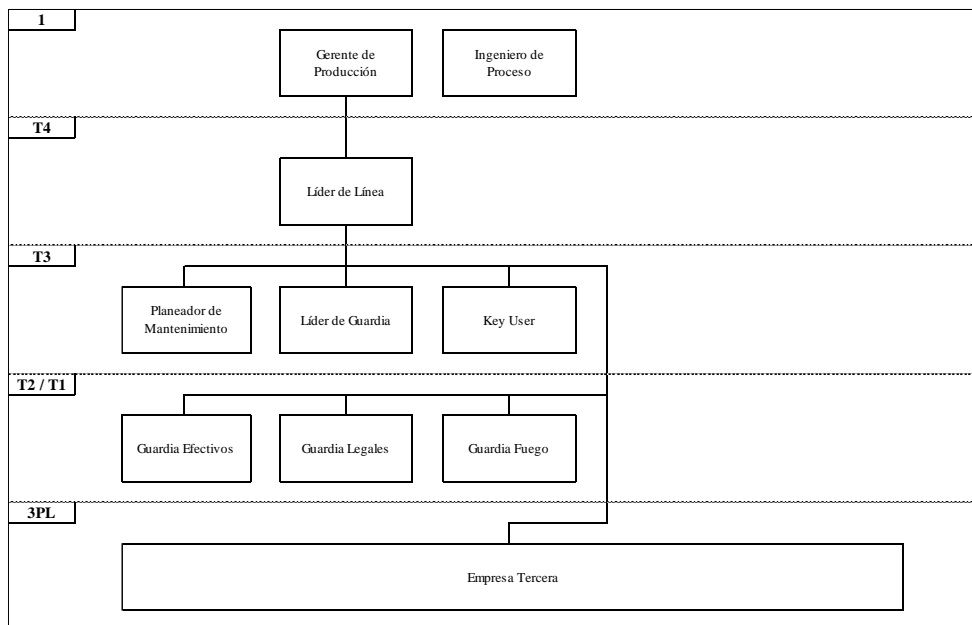 1
Gerente de
Producción
Ingeniero de
Proceso
T4
Líder de Línea
T3
Planeador de
Mantenimiento
Líder de Guardia
Key User
T2 / T1
Guardia Efectivos
Guardia Legales
Guardia Fuego
3PL
Empresa Tercera